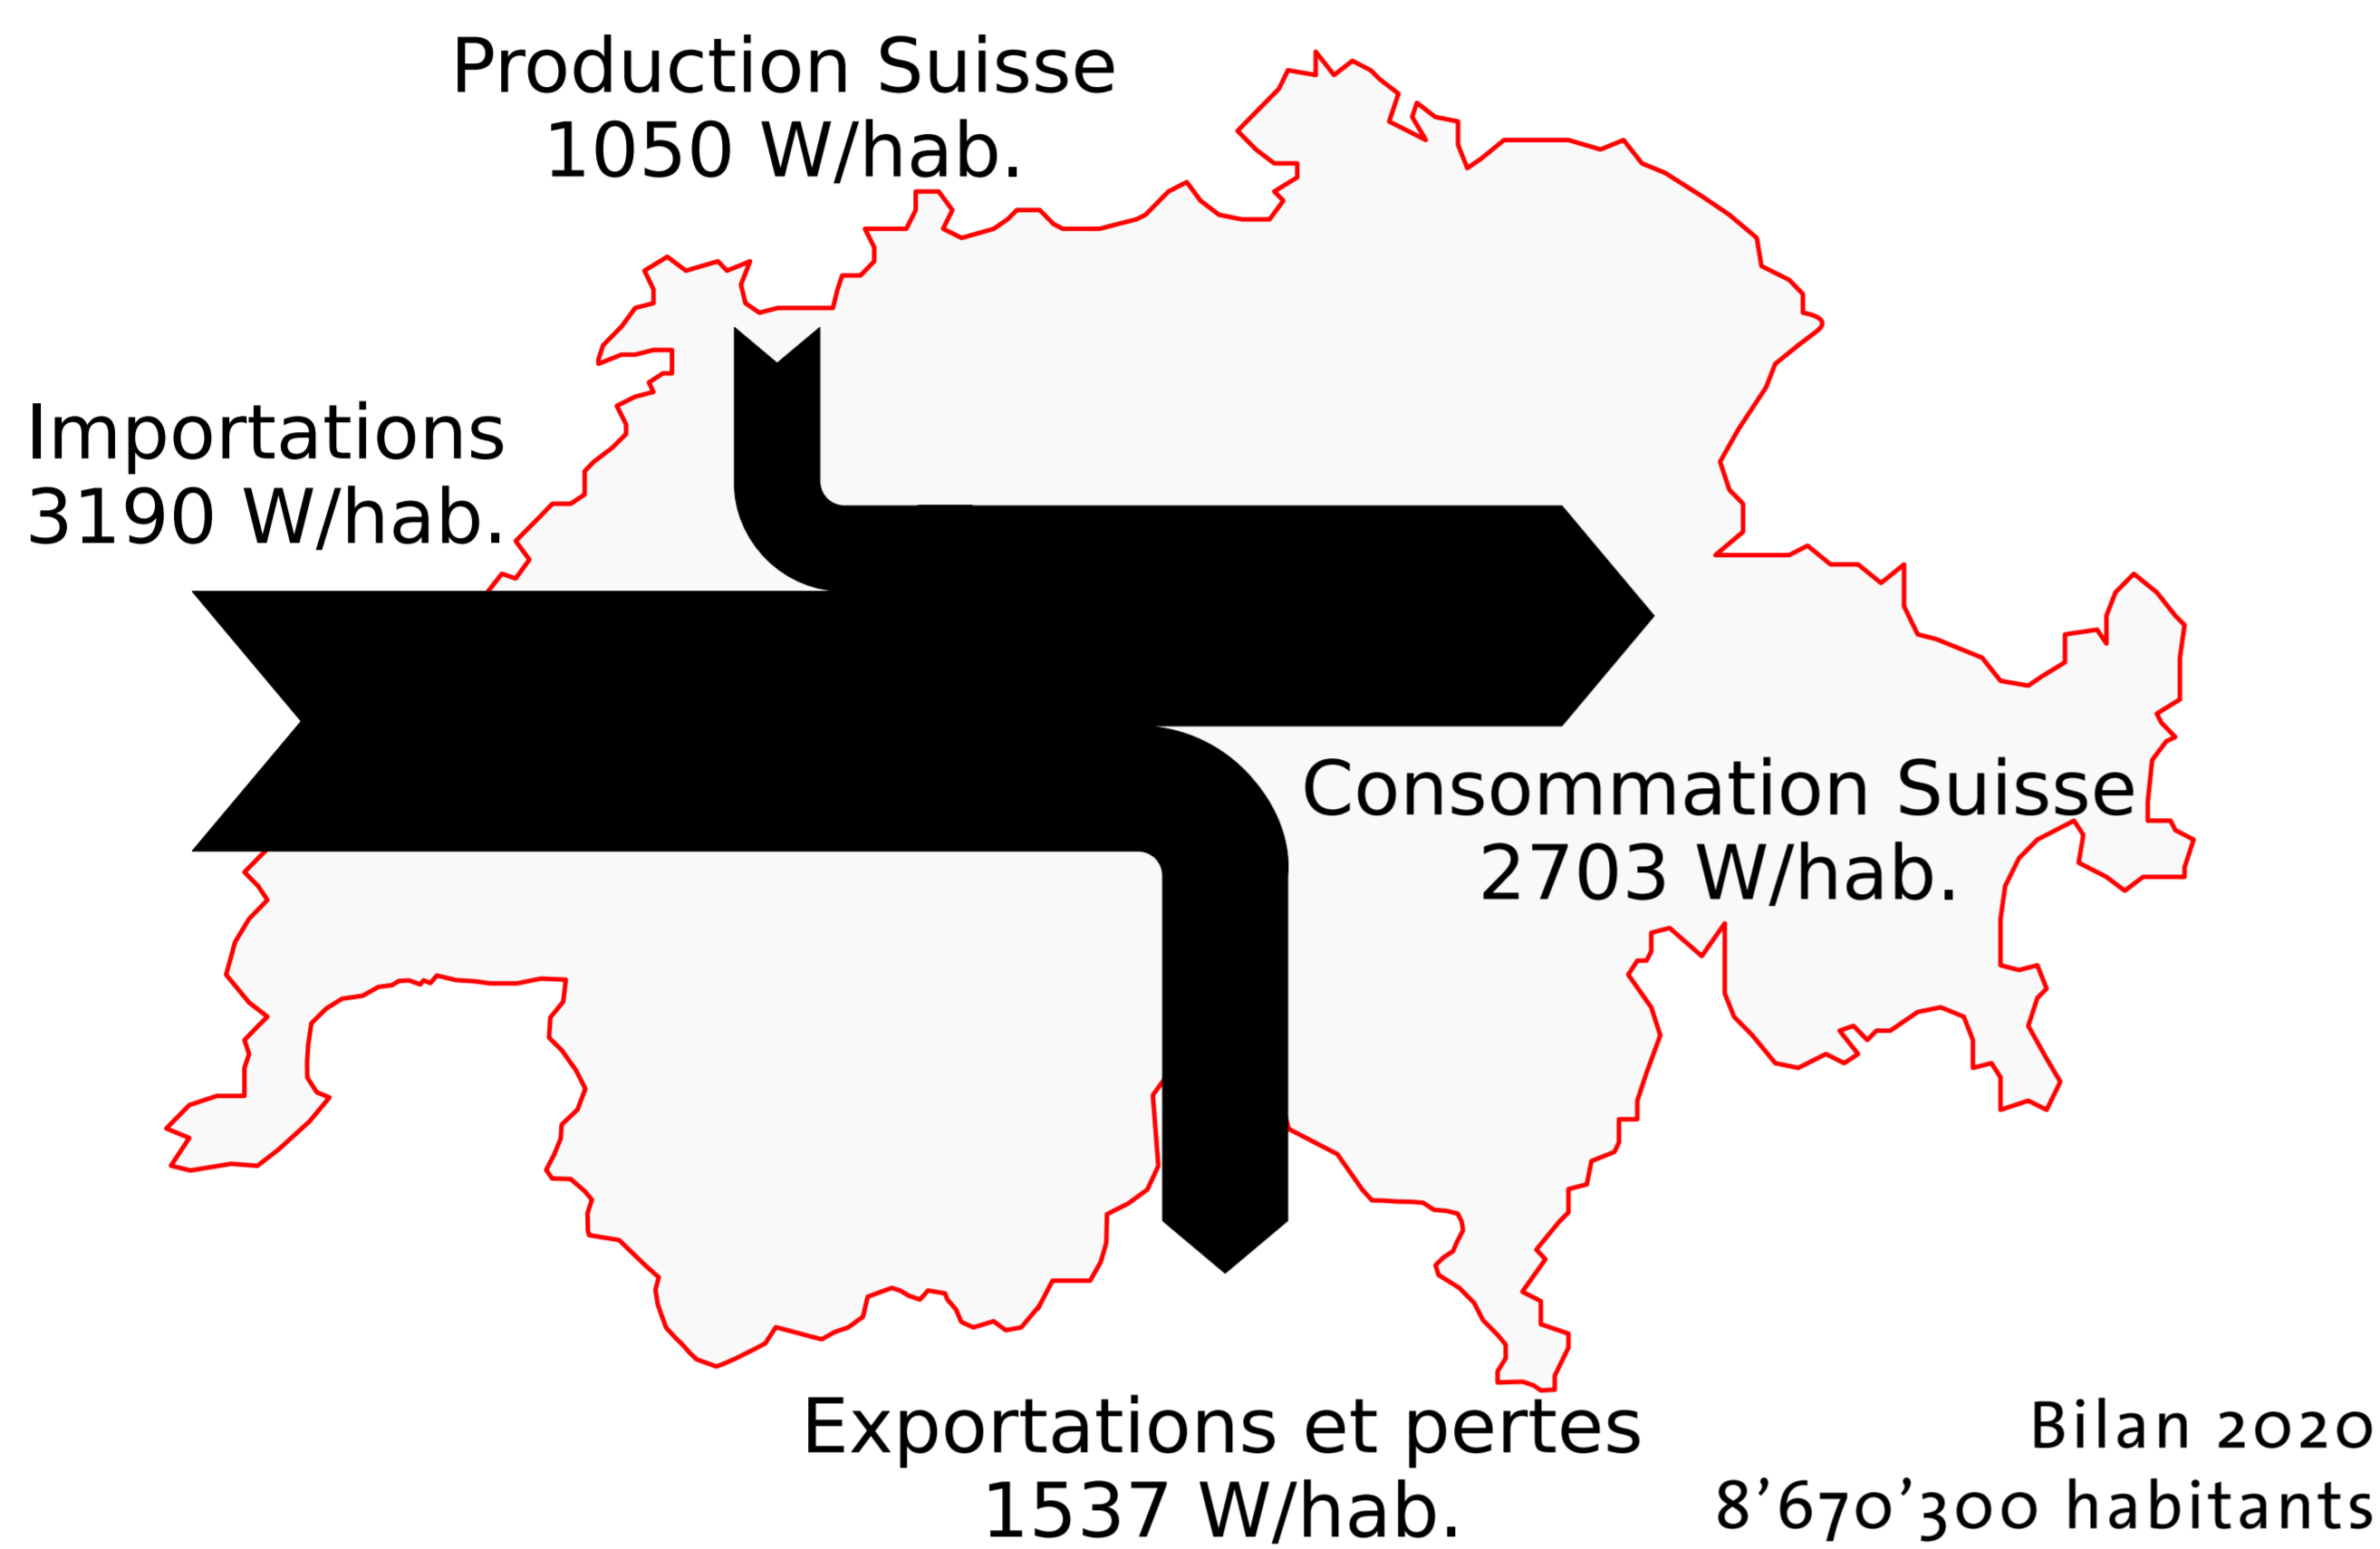 Production Suisse
1050 W/hab.
Importations
3190 W/hab.
Consommation Suisse
2703 W/hab.
Exportations et pertes
1537 W/hab.
Bilan 2020
8’670’300 habitants